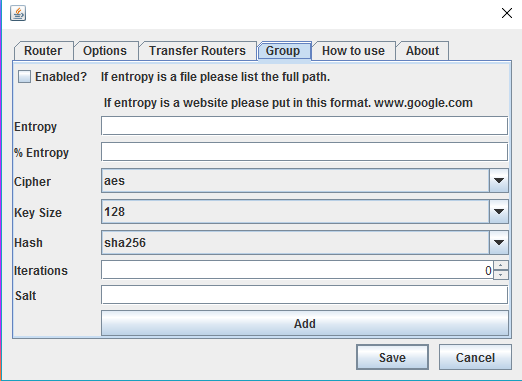 Router Options Transfer Routers Group How to use About
Enabled? If entropy is a file please list the full path.
If entropy is a website please put in this format. www.google.com
Entropy
% Entropy
Cipher aes
Key Size 128
Hash sha256
Iterations 0
Salt
Add
Save Cancel